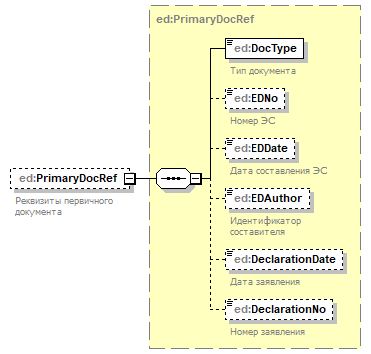 ed:PrimaryDocRef
ed:DocType
Тип документа
ed:EDNo
Номер ЭС
ed:EDDate
Дата составления ЭС
ed:PrimaryDocRef
Реквизиты первичного
документа
ed:EDAuthor
Идентификатор
составителя
ed:DeclarationDate
Дата заявления
ed:DeclarationNo
Номер заявления